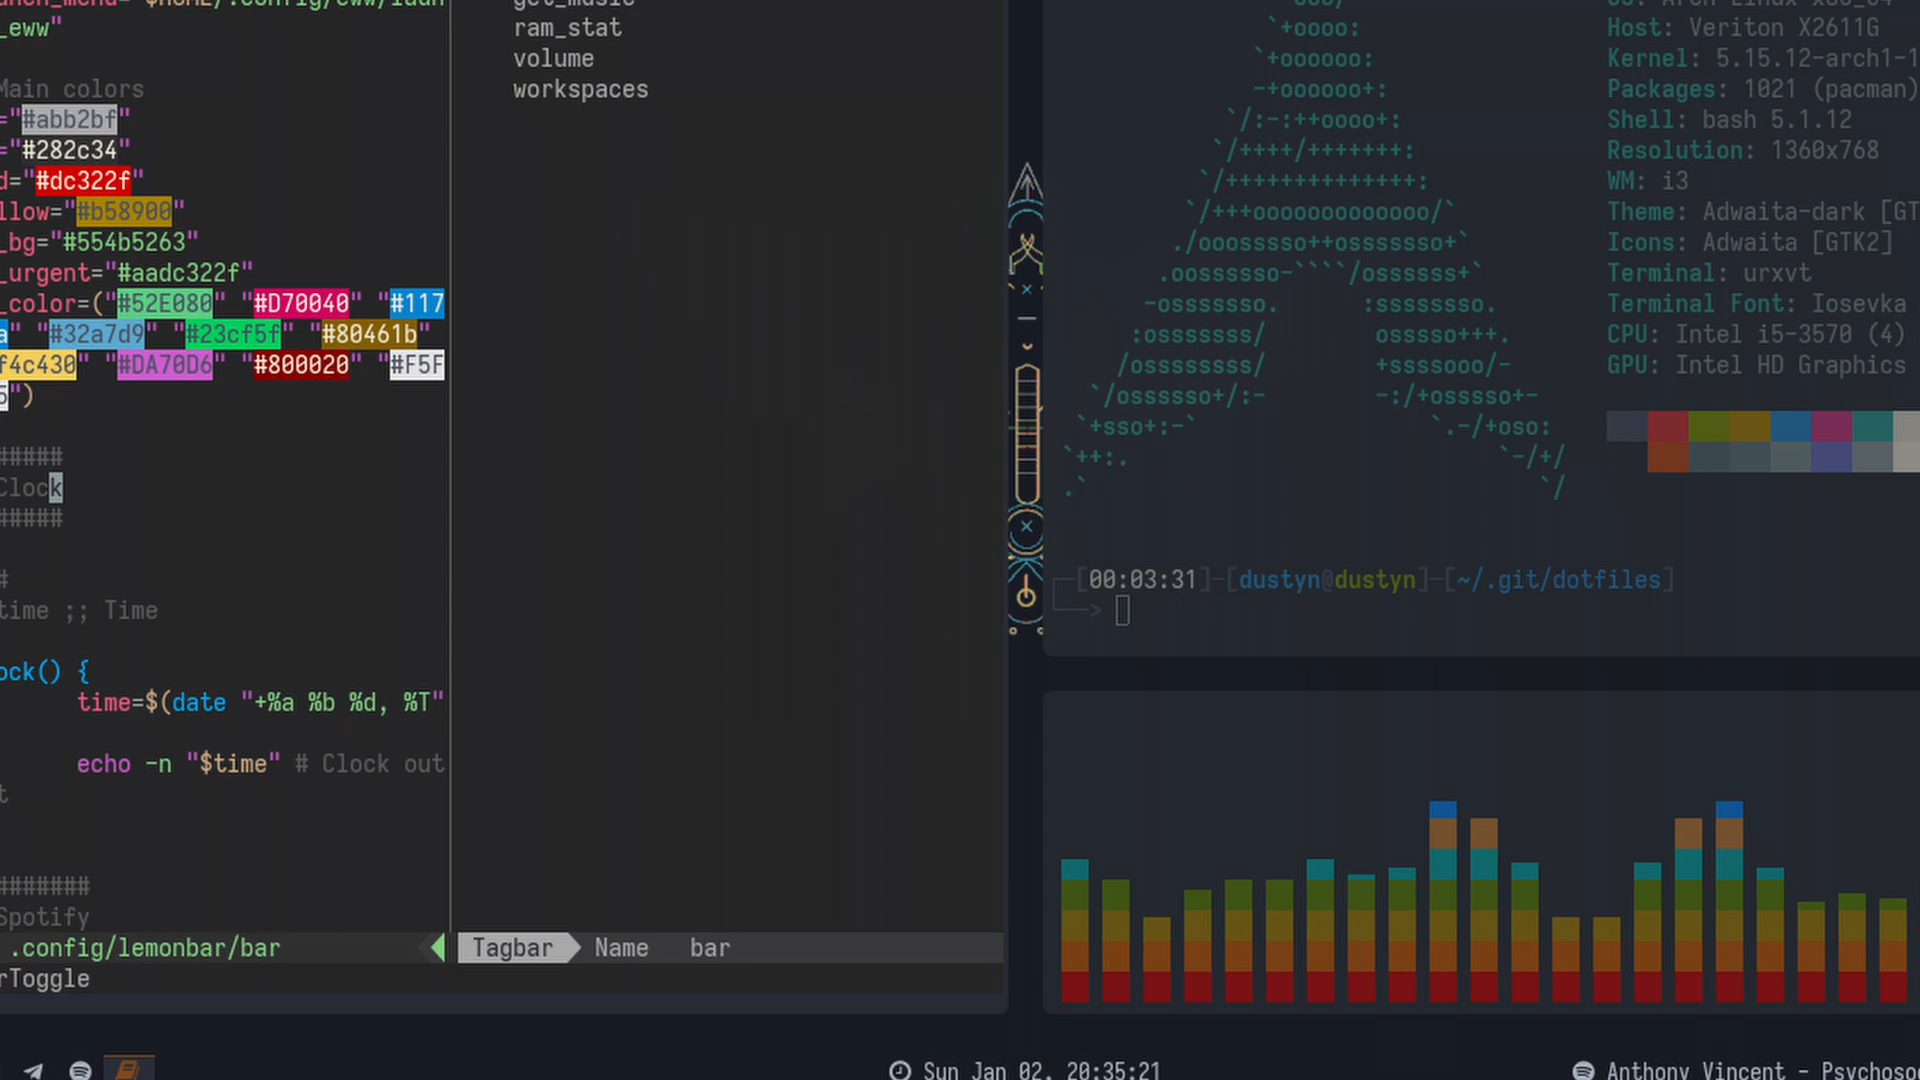 _eww"
Main colors
="#abb2bf"
="#282c34"
d="#dc322f"
llow="#b58900"
_bg="#554b5263"
_urgent="#aadc322f"
_color=("#52E080" "#D70040" "#117
a" "#32a7d9" "#23cf5f" "#80461b"
f4c430" "#DA70D6" "#800020" "#F5F
5")
#####
Clock
#####
#
time ;; Time
ock() {
time=$(date "+%a %b %d, %T"
echo -n "$time" # Clock out
t
#######
Spotify
.config/lemonbar/bar
rToggle
get_music
ram_stat
volume
workspaces
Tagbar Name bar
`+oooo:
`+oooooo:
-+oooooo+:
`/:-:++oooo+:
`/++++/+++++++:
`/++++++++++++++:
`/+++ooooooooooooo/`
./ooosssso++osssssso+`
.oossssso-````/ossssss+`
-osssssso. :ssssssso.
:osssssss/ osssso+++.
/ossssssss/ +ssssooo/-
`/ossssso+/:- -:/+osssso+-
`+sso+:-` `.-/+oso:
`++:. `-/+/
.` `/
OS: Arch Linux x86_64
Host: Veriton X2611G
Kernel: 5.15.12-arch1-1
Packages: 1021 (pacman)
Shell: bash 5.1.12
Resolution: 1360x768
WM: i3
Theme: Adwaita-dark [GT
Icons: Adwaita [GTK2]
Terminal: urxvt
Terminal Font: Iosevka
CPU: Intel i5-3570 (4)
GPU: Intel HD Graphics
[00:03:31]-[dustyn@dustyn]-[~/.git/dotfiles]
>
Sun Jan 02, 20:35:21
Anthony Vincent - Psychoso